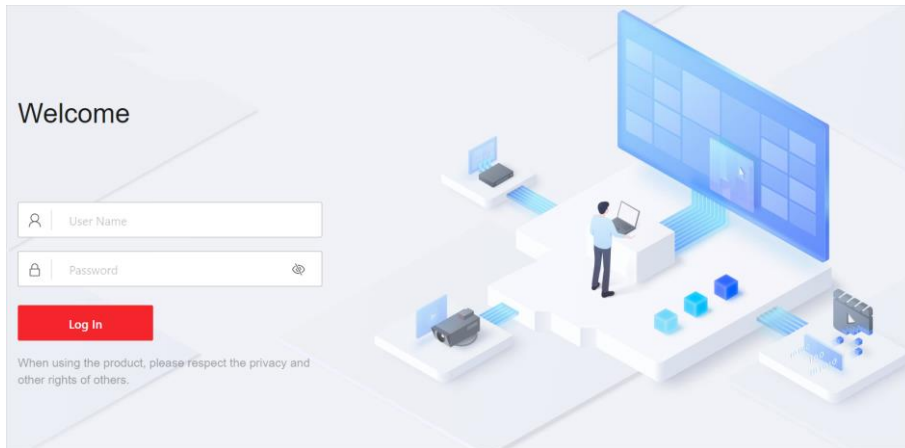 Welcome
User Name
Password
Log In
When using the product, please respect the privacy and
other rights of others.